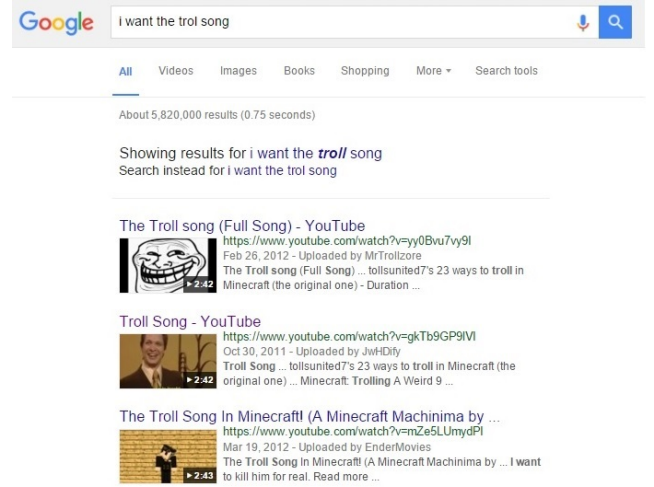 Google i want the trol song
All Videos Images Books Shopping More Search tools
About 5,820,000 results (0.75 seconds)
Showing results for i want the troll song
Search instead for i want the trol song
The Troll song (Full Song) - YouTube
https://www.youtube.com/watch?v=yy0Bvu7vy9I
Feb 26, 2012 - Uploaded by MrTrollzore
The Troll song (Full Song) ... tollsunited7's 23 ways to troll in
2:42 Minecraft (the original one) - Duration ...
Troll Song - YouTube
https://www.youtube.com/watch?v=gkTb9GP9lVI
Oct 30, 2011 - Uploaded by JwHDify
Troll Song ... tollsunited7's 23 ways to troll in Minecraft (the
2:42 original one) ... Minecraft: Trolling A Weird 9 ...
The Troll Song In Minecraft! (A Minecraft Machinima by ...
https://www.youtube.com/watch?v=mZe5LUmydPI
Mar 19, 2012 - Uploaded by EnderMovies
The Troll Song In Minecraft! (A Minecraft Machinima by ... I want
2:43 to kill him for real. Read more ...